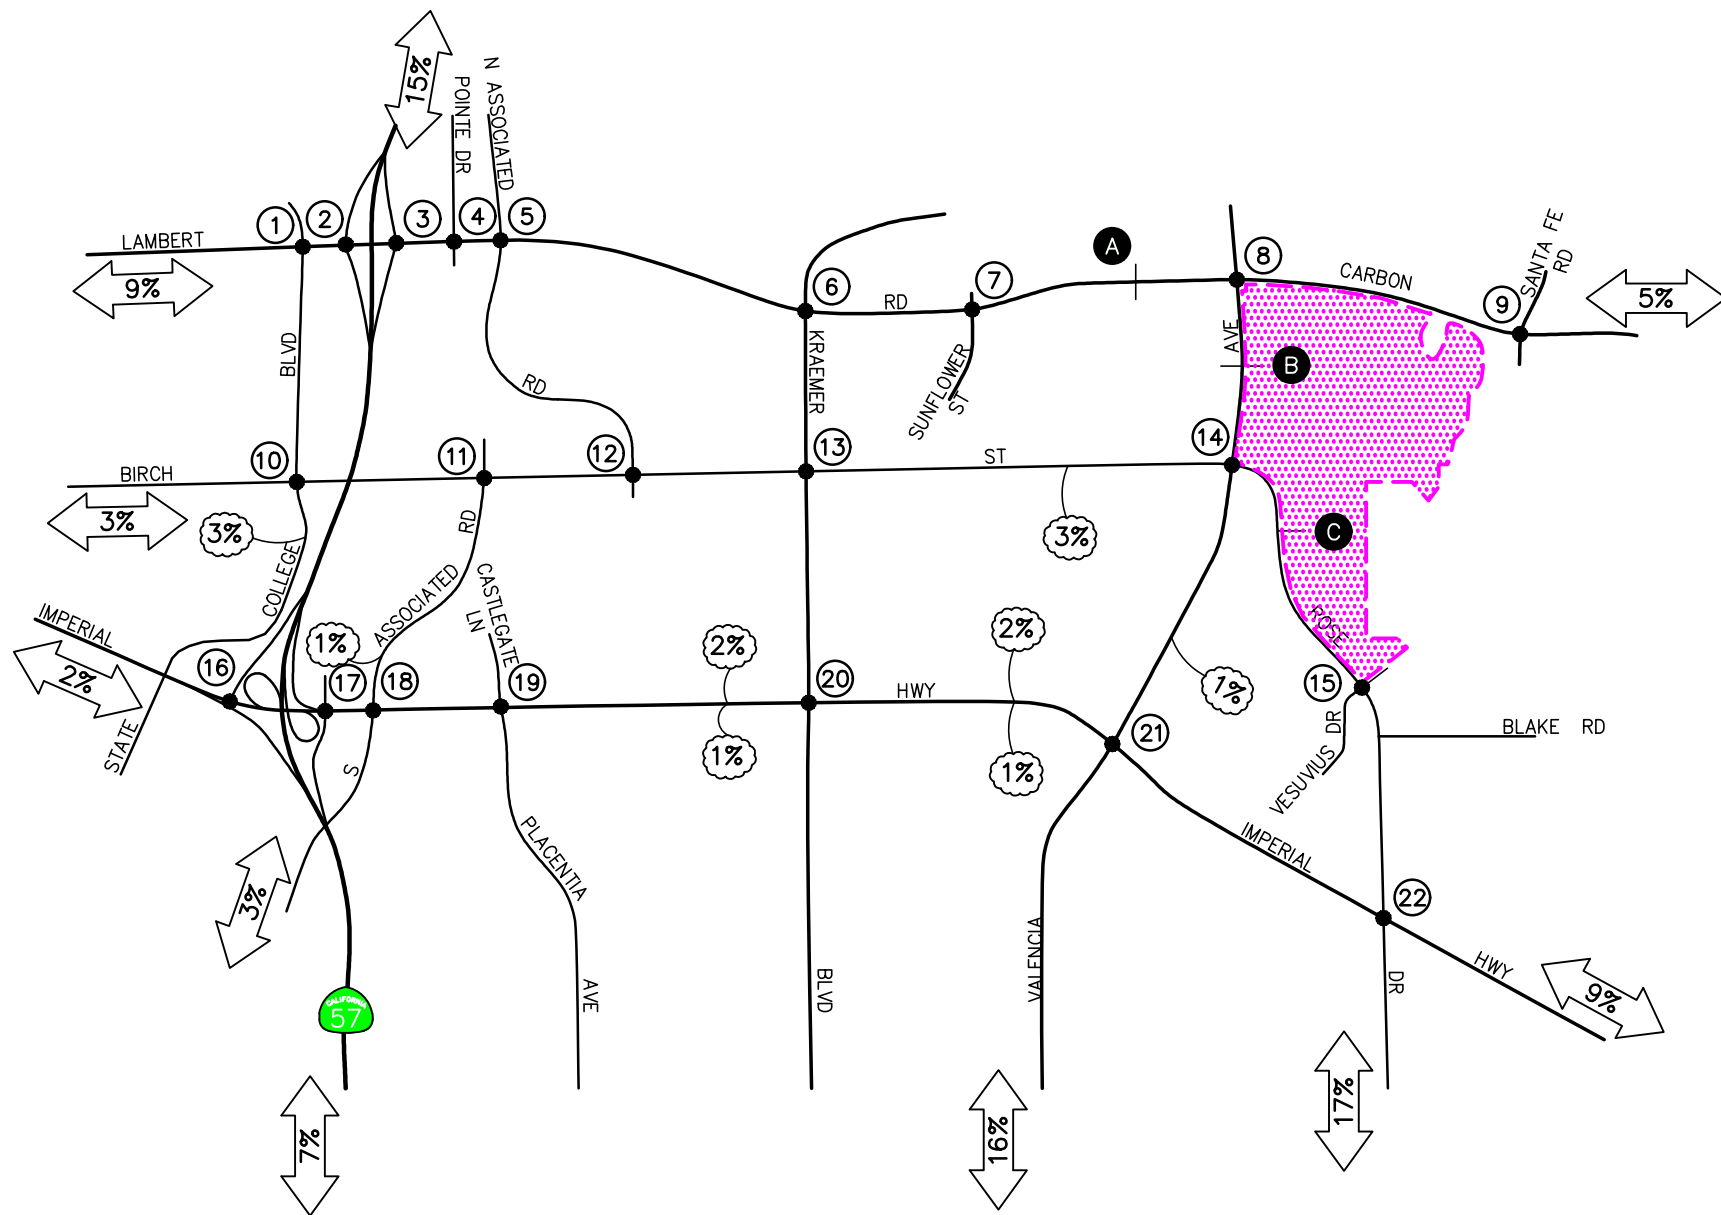 15%
N ASSOCIATED
POINTE DR
LAMBERT
1
2
3
4
5
9%
A
8
CARBON
SANTA FE
RD
5%
6
RD
7
9
BLVD
KRAEMER
AVE
B
RD
SUNFLOWER
ST
BIRCH
10
11
12
13
ST
14
3%
3%
RD
3%
C
COLLEGE
ASSOCIATED
CASTLEGATE
LN
IMPERIAL
2%
16
1%
17
18
19
2%
20
HWY
2%
ROSE
1%
15
STATE
S
1%
1%
21
VESUVIUS DR
BLAKE RD
PLACENTIA
IMPERIAL
3%
22
AVE
BLVD
VALENCIA
DR
HWY
9%
CALIFORNIA
57
7%
16%
17%